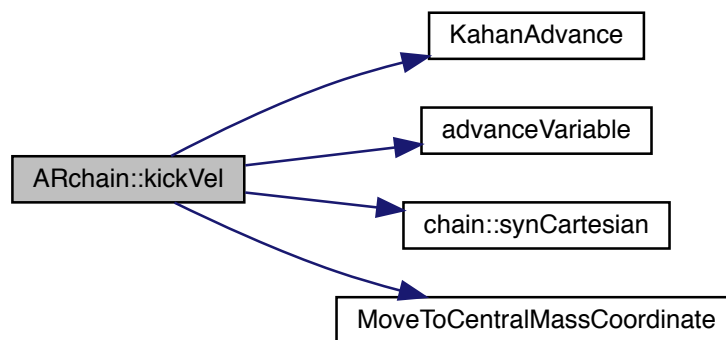 KahanAdvance
advanceVariable
ARchain::kickVel
chain::synCartesian
MoveToCentralMassCoordinate